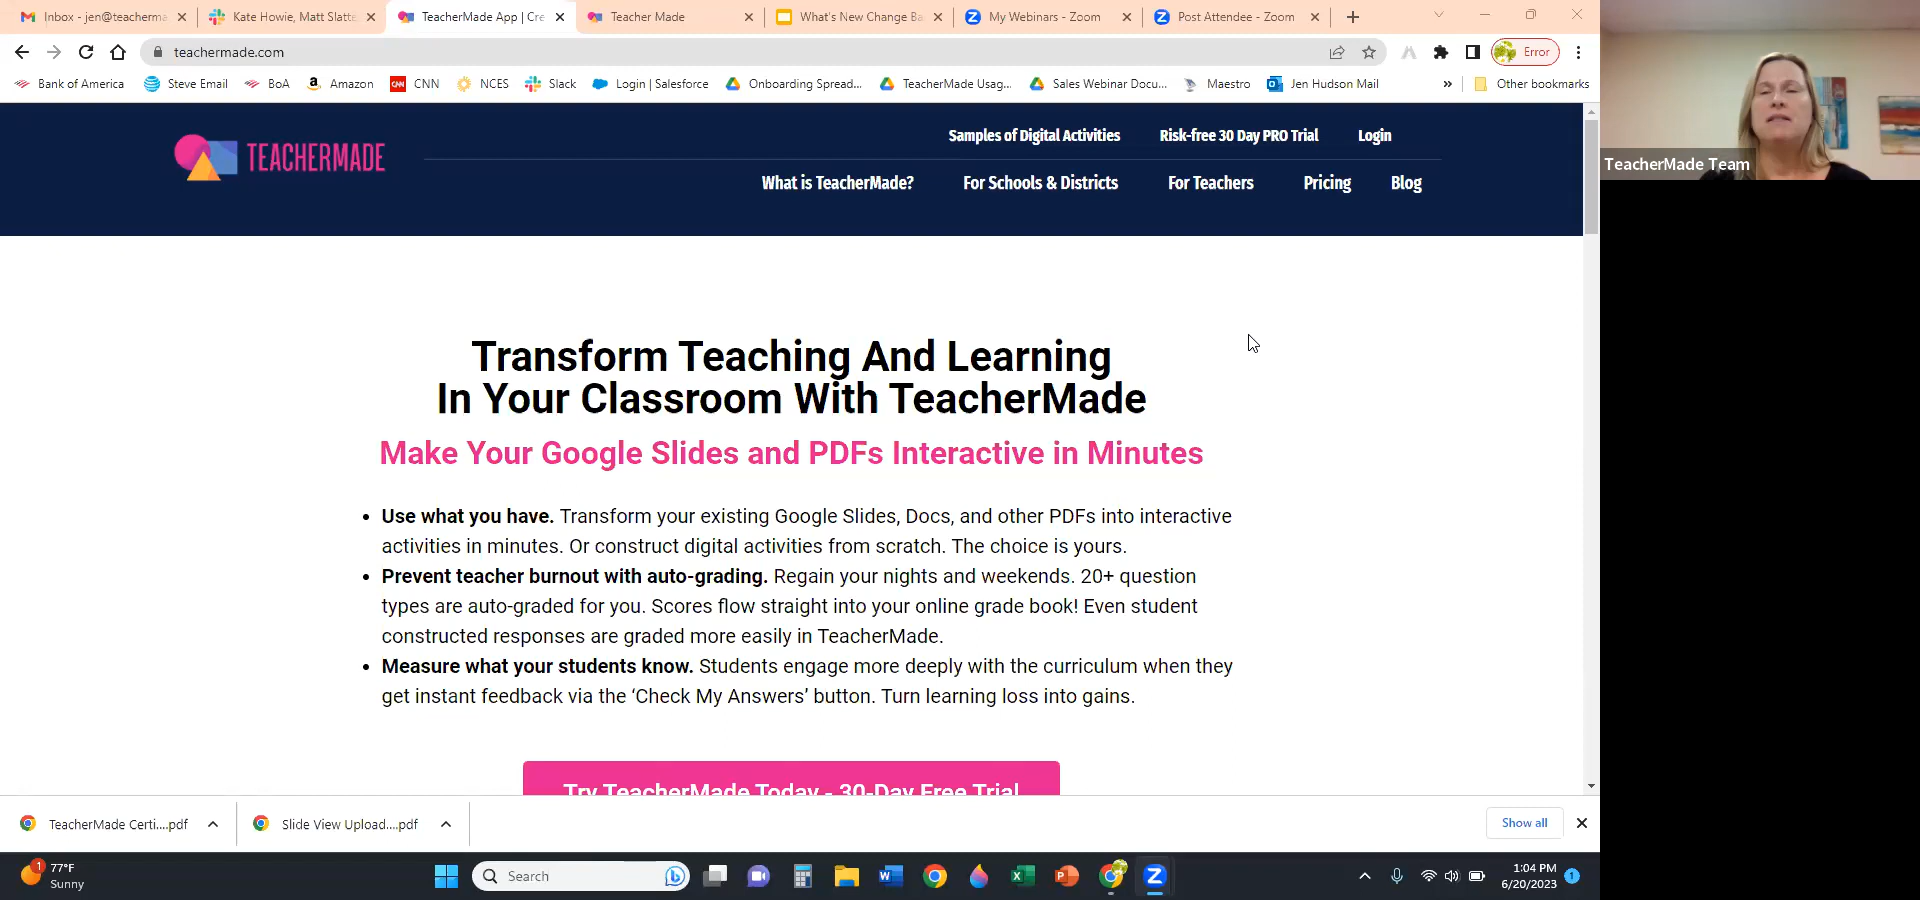 Inbox - jen@teacherma
Kate Howie, Matt Slatte
TeacherMade App | Cre
Teacher Made
What's New Change Ba
My Webinars - Zoom
Post Attendee - Zoom
teachermade.com
Error
Bank of America
Steve Email
BoA
Amazon
CNN
NCES
Slack
Login | Salesforce
Onboarding Spread...
TeacherMade Usag...
Sales Webinar Docu...
Maestro
Jen Hudson Mail
»
Other bookmarks
TEACHERMADE
Samples of Digital Activities
Risk-free 30 Day PRO Trial
Login
What is TeacherMade?
For Schools & Districts
For Teachers
Pricing
Blog
TeacherMade Team
Transform Teaching And Learning
In Your Classroom With TeacherMade
Make Your Google Slides and PDFs Interactive in Minutes
• Use what you have. Transform your existing Google Slides, Docs, and other PDFs into interactive
activities in minutes. Or construct digital activities from scratch. The choice is yours.
• Prevent teacher burnout with auto-grading. Regain your nights and weekends. 20+ question
types are auto-graded for you. Scores flow straight into your online grade book! Even student
constructed responses are graded more easily in TeacherMade.
• Measure what your students know. Students engage more deeply with the curriculum when they
get instant feedback via the ‘Check My Answers’ button. Turn learning loss into gains.
Try TeacherMade Today - 30-Day Free Trial
TeacherMade Certi....pdf
Slide View Upload....pdf
Show all
1
77°F
Sunny
Search
1:04 PM
6/20/2023
1